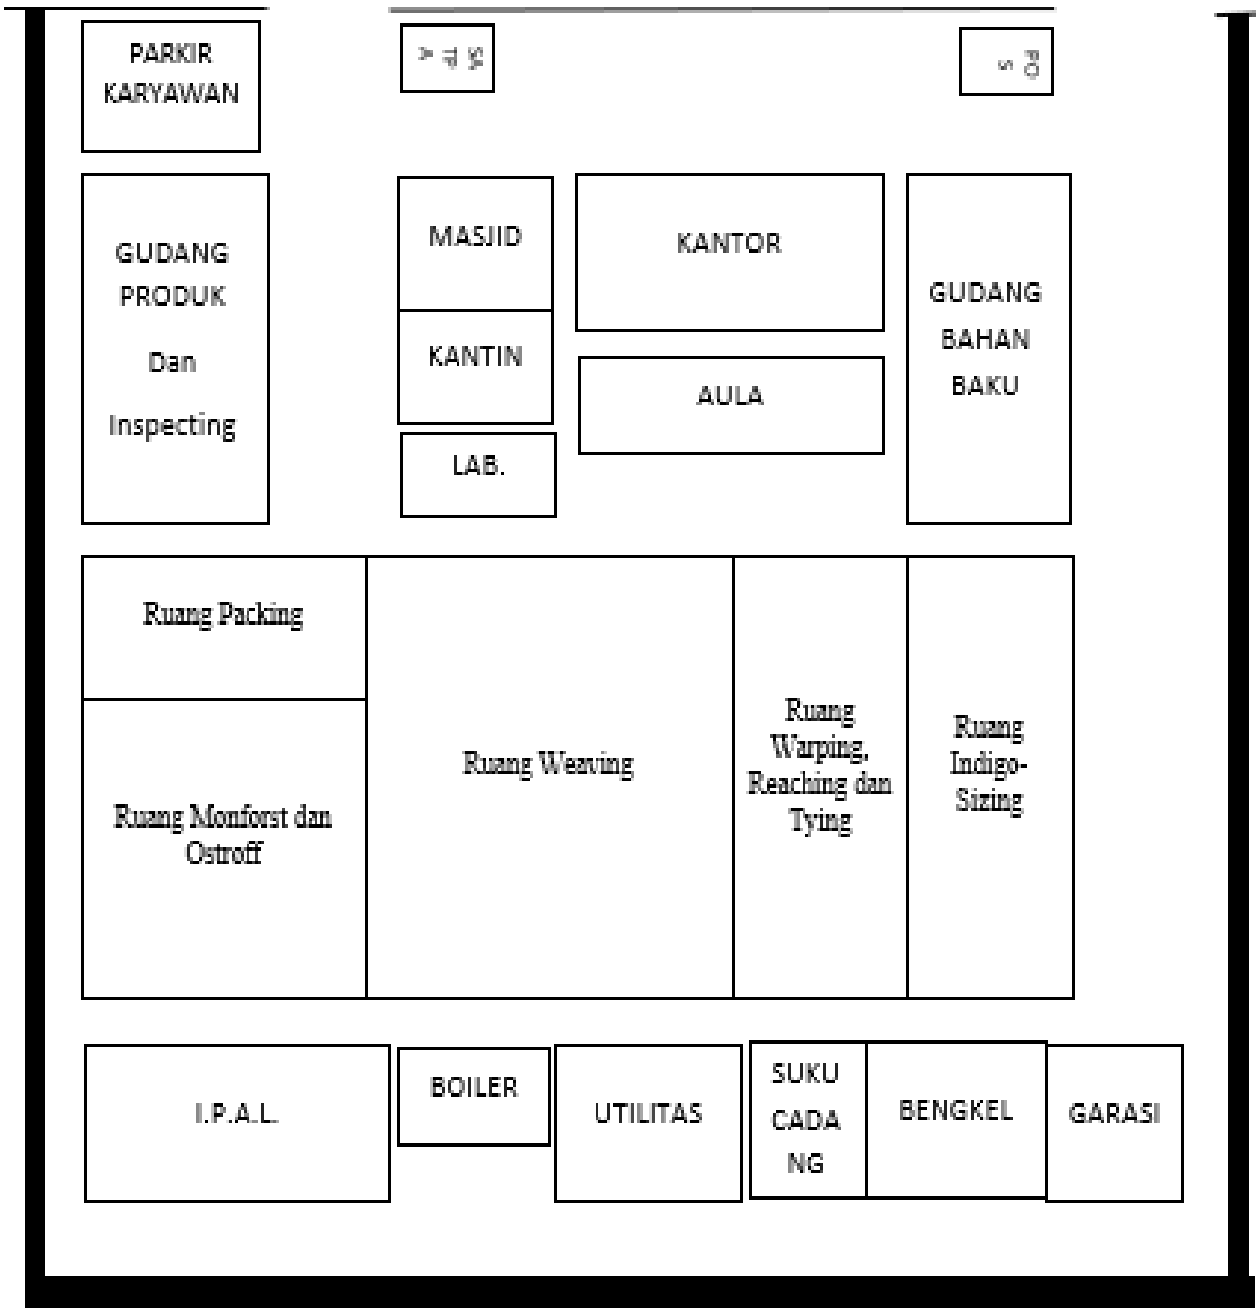 PARKIR
KARYAWAN
PO
S
GUDANG
PRODUK
Dan
Inspecting
MASJID
KANTIN
LAB.
KANTOR
AULA
GUDANG
BAHAN
BAKU
Ruang Packing
Ruang Monforst dan
Ostroff
Ruang Weaving
Ruang
Warping,
Reaching dan
Tying
Ruang
Indigo-
Sizing
I.P.A.L.
BOILER
UTILITAS
SUKU
CADA
NG
BENGKEL
GARASI